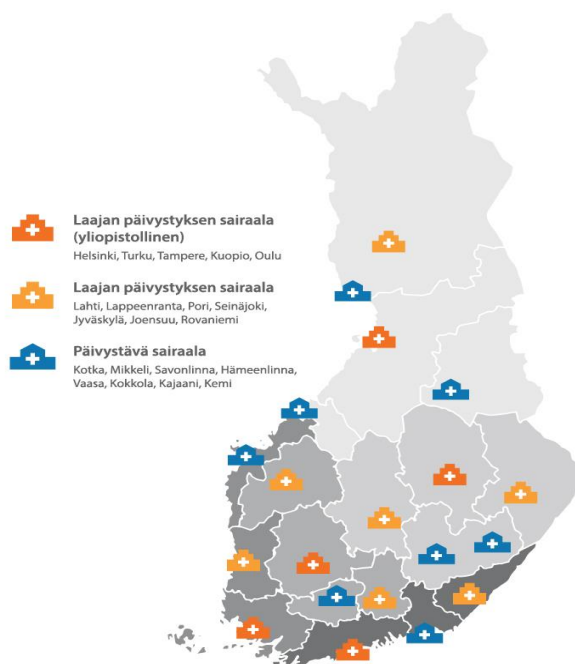 Laajan päivystyksen sairaala
(yliopistollinen)
Helsinki, Turku, Tampere, Kuopio, Oulu
Laajan päivystyksen sairaala
Lahti, Lappeenranta, Pori, Seinäjoki,
Jyväskylä, Joensuu, Rovaniemi
Päivystävä sairaala
Kotka, Mikkeli, Savonlinna, Hämeenlinna,
Vaasa, Kokkola, Kajaani, Kemi